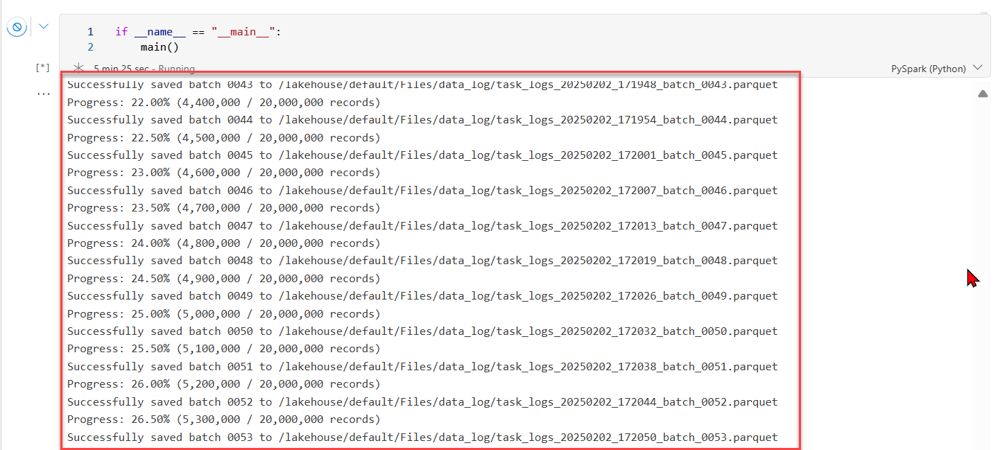 1 if __name__ == "__main__":
2 main()
[*] 5 min 25 sec - Running PySpark (Python)
...
Successfully saved batch 0043 to /lakehouse/default/Files/data_log/task_logs_20250202_171948_batch_0043.parquet
Progress: 22.00% (4,400,000 / 20,000,000 records)
Successfully saved batch 0044 to /lakehouse/default/Files/data_log/task_logs_20250202_171954_batch_0044.parquet
Progress: 22.50% (4,500,000 / 20,000,000 records)
Successfully saved batch 0045 to /lakehouse/default/Files/data_log/task_logs_20250202_172001_batch_0045.parquet
Progress: 23.00% (4,600,000 / 20,000,000 records)
Successfully saved batch 0046 to /lakehouse/default/Files/data_log/task_logs_20250202_172007_batch_0046.parquet
Progress: 23.50% (4,700,000 / 20,000,000 records)
Successfully saved batch 0047 to /lakehouse/default/Files/data_log/task_logs_20250202_172013_batch_0047.parquet
Progress: 24.00% (4,800,000 / 20,000,000 records)
Successfully saved batch 0048 to /lakehouse/default/Files/data_log/task_logs_20250202_172019_batch_0048.parquet
Progress: 24.50% (4,900,000 / 20,000,000 records)
Successfully saved batch 0049 to /lakehouse/default/Files/data_log/task_logs_20250202_172026_batch_0049.parquet
Progress: 25.00% (5,000,000 / 20,000,000 records)
Successfully saved batch 0050 to /lakehouse/default/Files/data_log/task_logs_20250202_172032_batch_0050.parquet
Progress: 25.50% (5,100,000 / 20,000,000 records)
Successfully saved batch 0051 to /lakehouse/default/Files/data_log/task_logs_20250202_172038_batch_0051.parquet
Progress: 26.00% (5,200,000 / 20,000,000 records)
Successfully saved batch 0052 to /lakehouse/default/Files/data_log/task_logs_20250202_172044_batch_0052.parquet
Progress: 26.50% (5,300,000 / 20,000,000 records)
Successfully saved batch 0053 to /lakehouse/default/Files/data_log/task_logs_20250202_172050_batch_0053.parquet